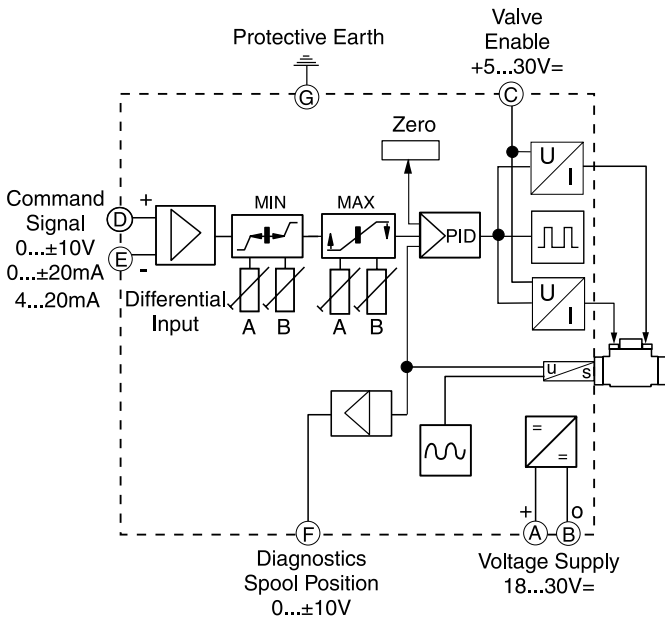 Protective Earth
G
Valve
Enable
+5...30V=
C
Zero
U
I
Command
Signal
0...±10V
0...±20mA
4...20mA
D
+
E
-
MIN
MAX
PID
Differential
Input
A
B
A
B
U
I
u
s
=
=
+
o
A
B
F
Diagnostics
Spool Position
0...±10V
Voltage Supply
18...30V=